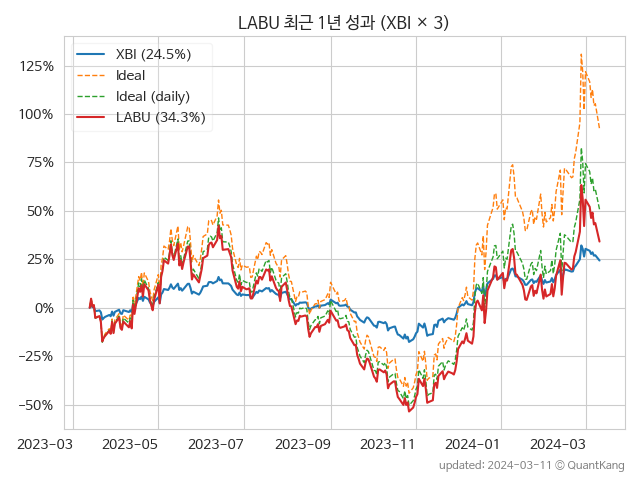 LABU 최근 1년 성과 (XBI × 3)
XBI (24.5%)
Ideal
Ideal (daily)
LABU (34.3%)
125%
100%
75%
50%
25%
0%
−25%
−50%
2023-03
2023-05
2023-07
2023-09
2023-11
2024-01
2024-03
updated: 2024-03-11 © QuantKang